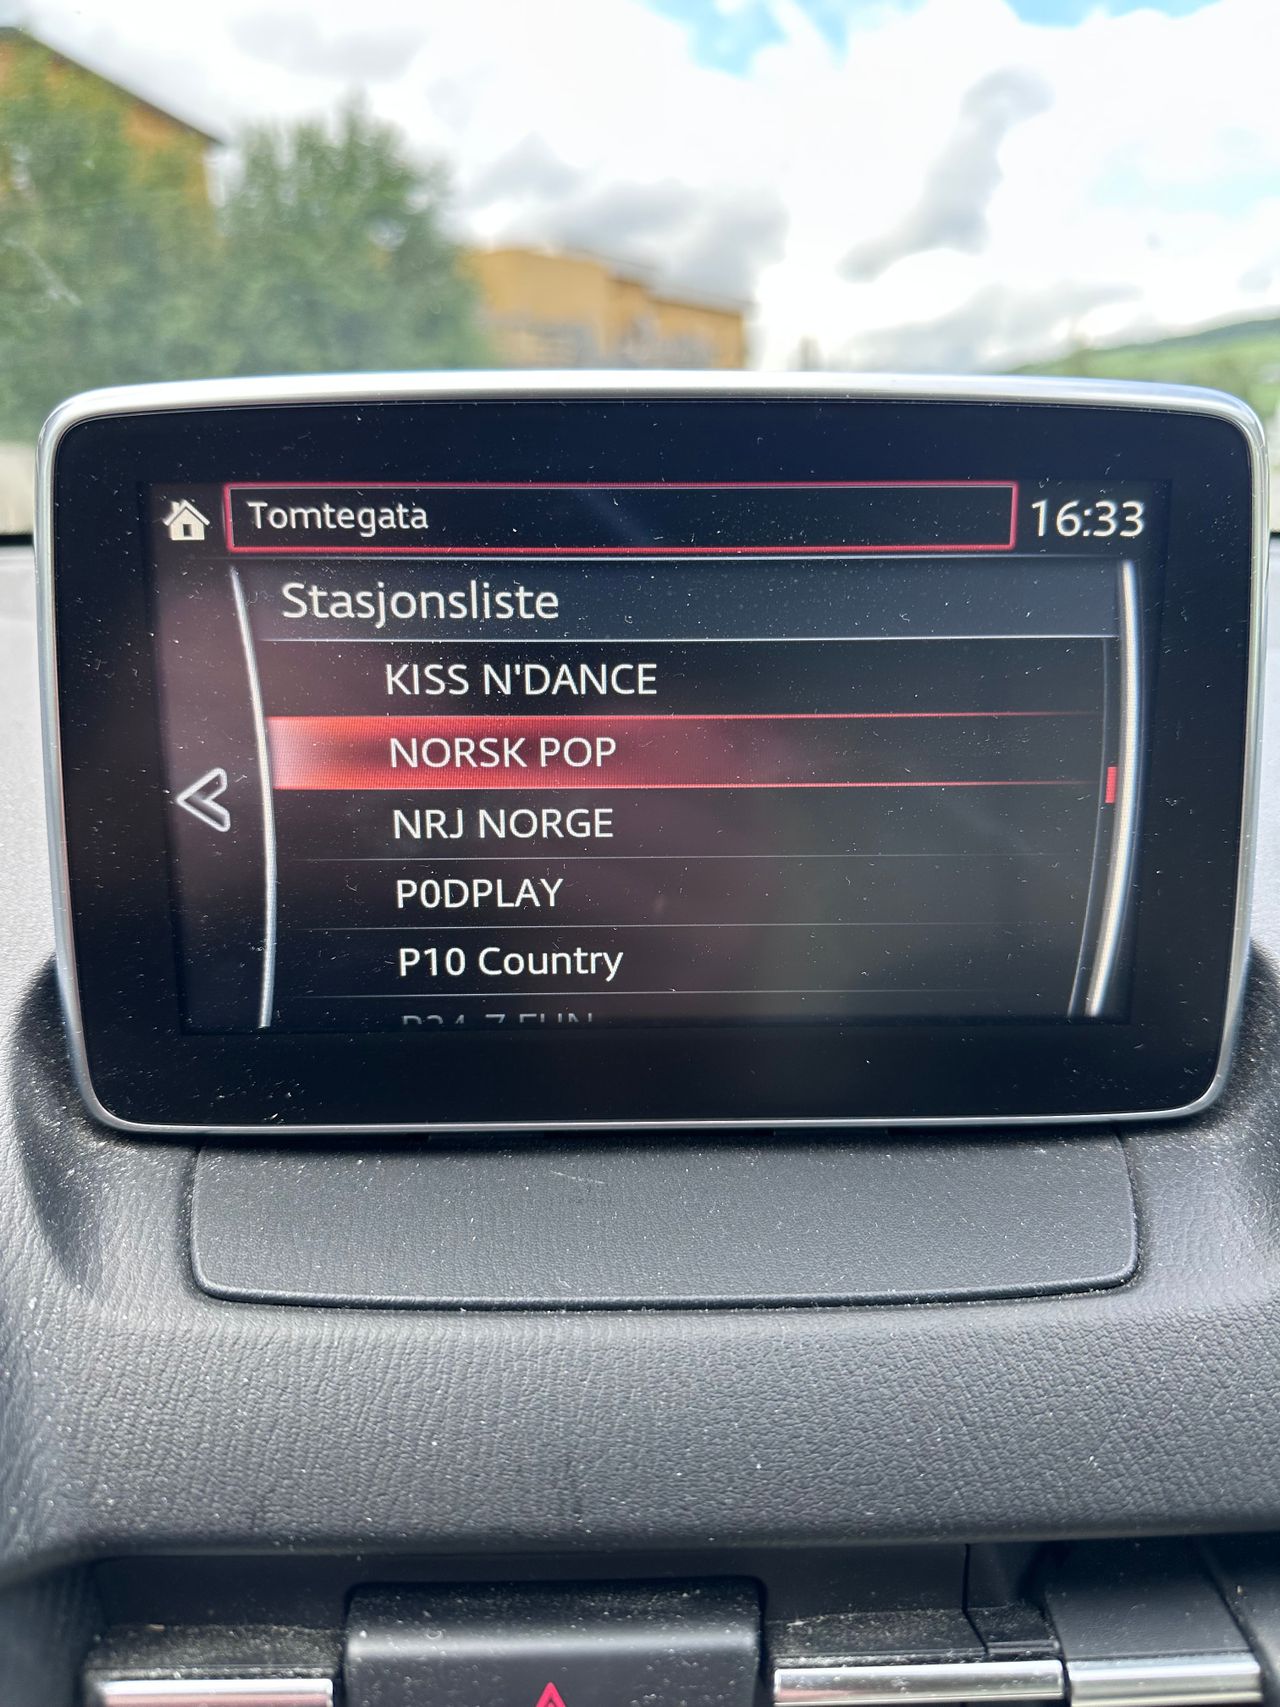 Tomtegata
16:33
Stasjonsliste
KISS N'DANCE
NORSK POP
NRJ NORGE
P0DPLAY
P10 Country